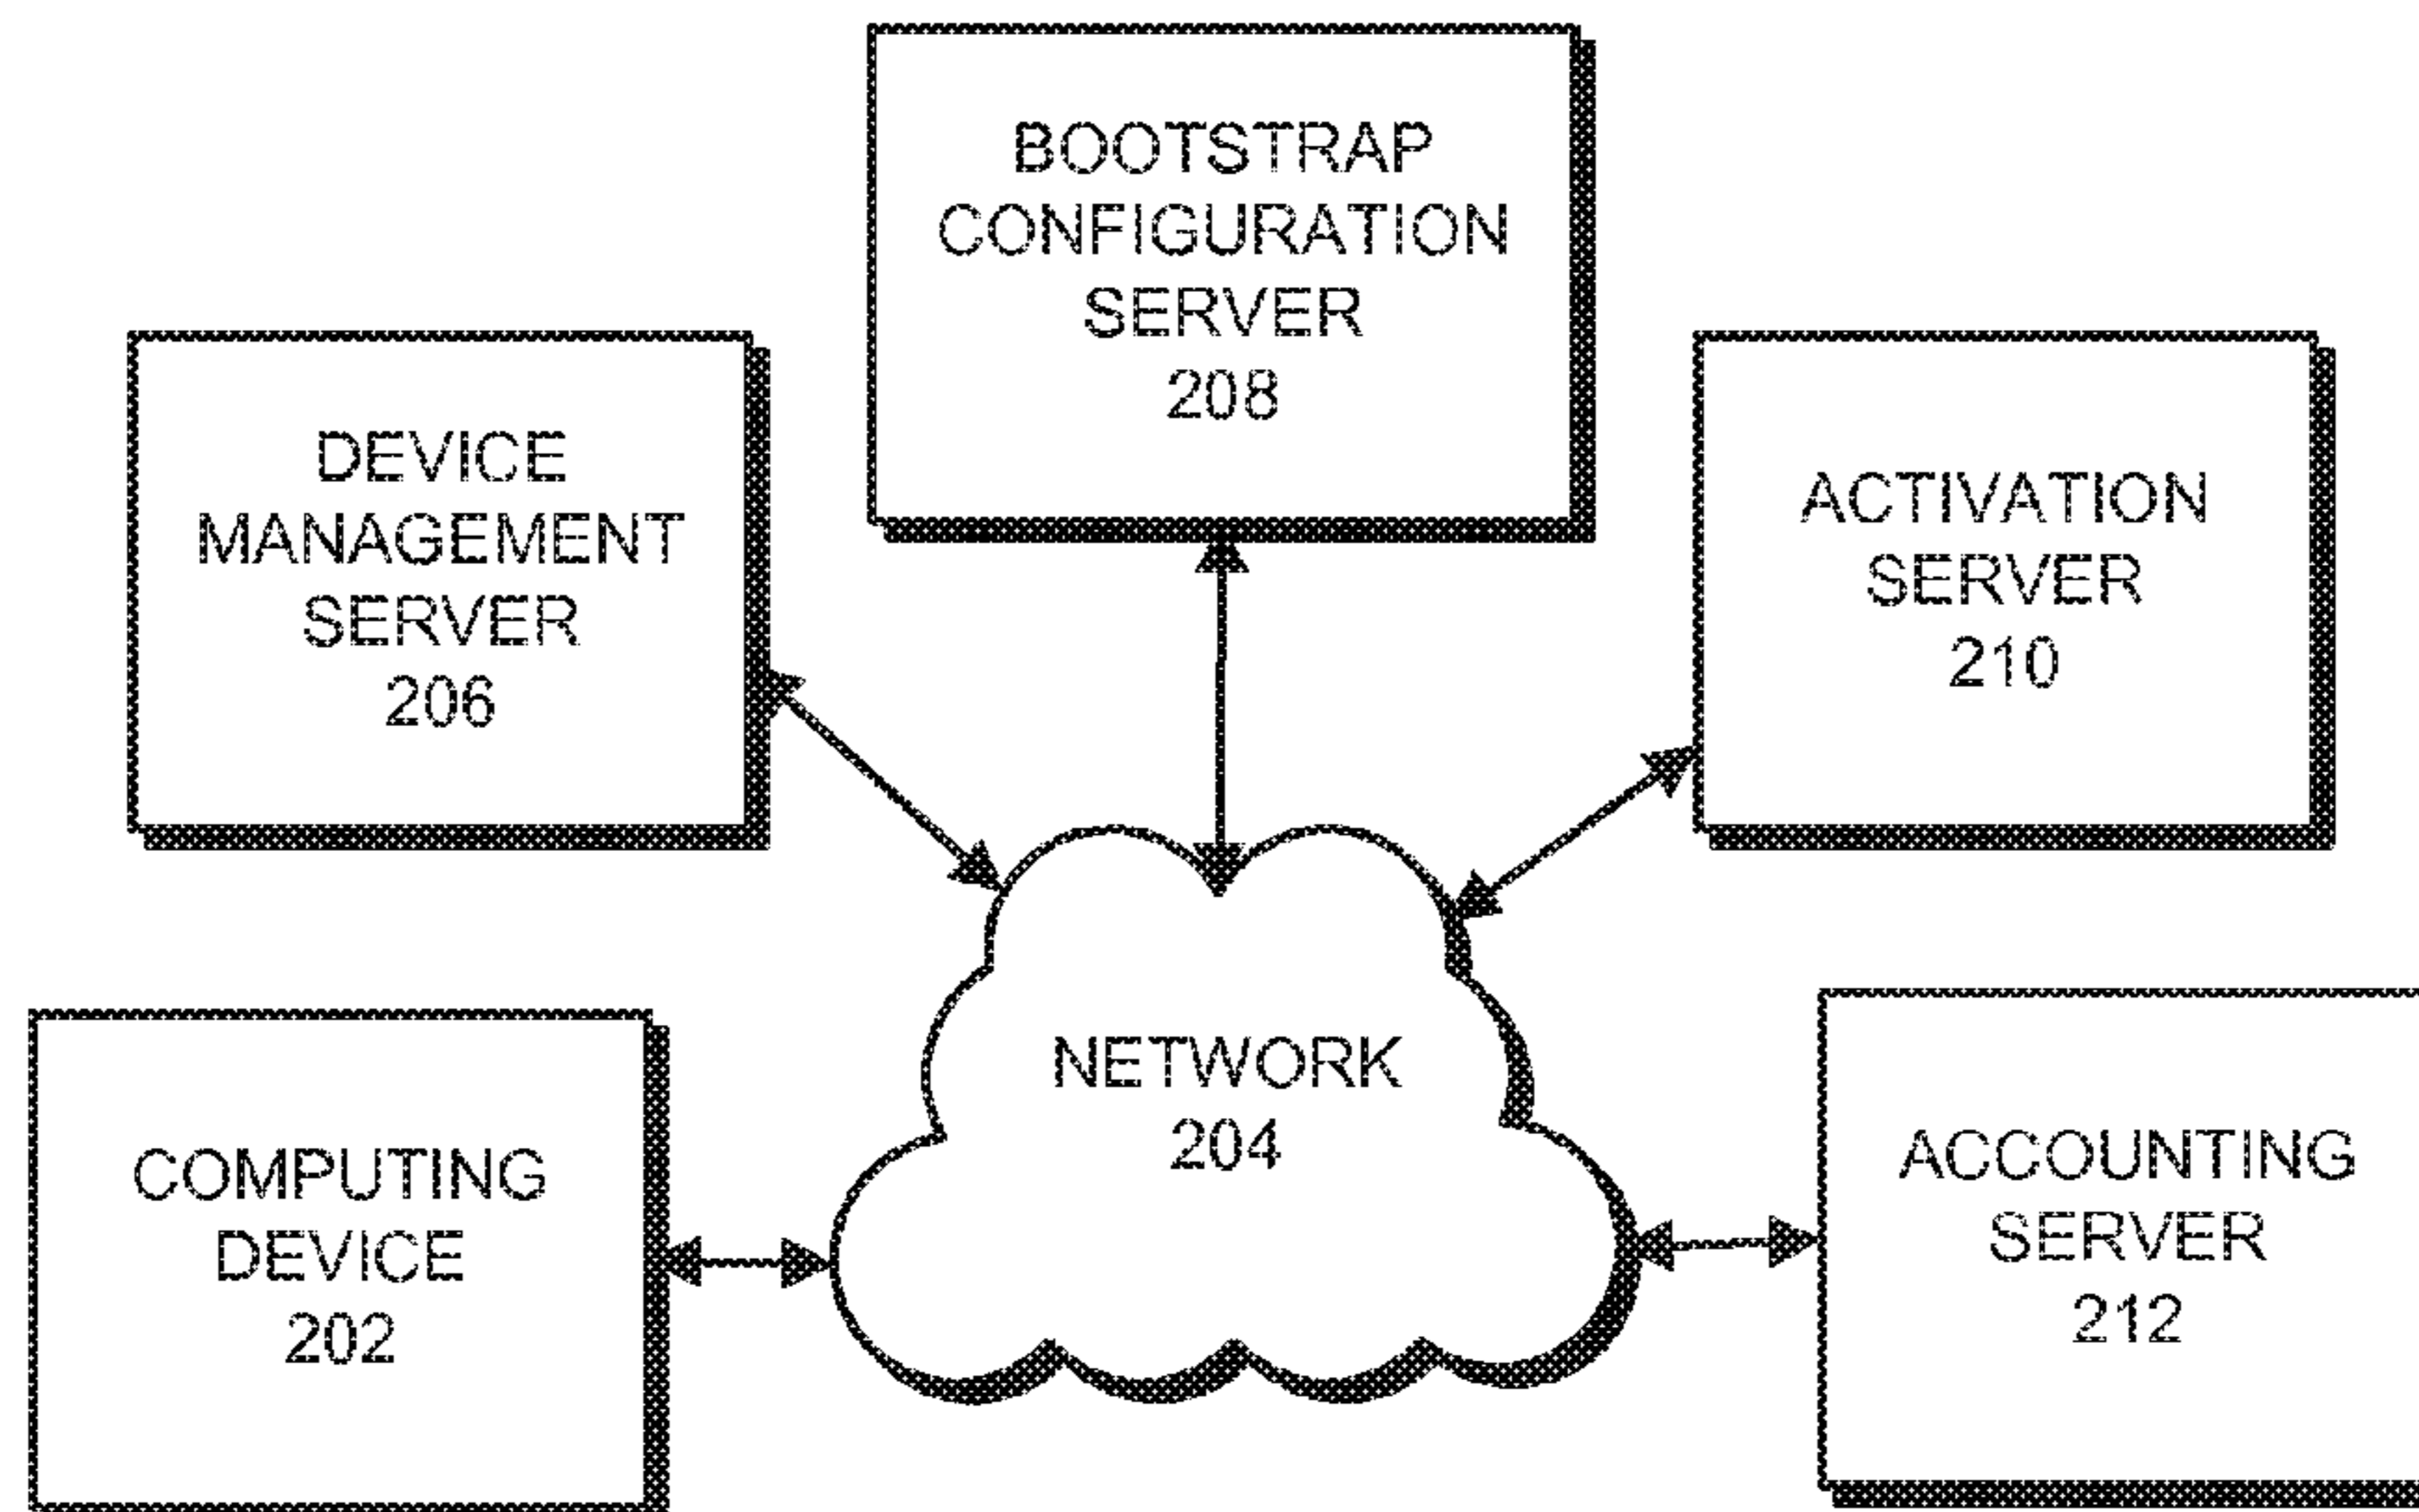 BOOTSTRAP
CONFIGURATION
SERVER
208
DEVICE
MANAGEMENT
SERVER
206
ACTIVATION
SERVER
210
NETWORK
204
COMPUTING
DEVICE
202
ACCOUNTING
SERVER
212